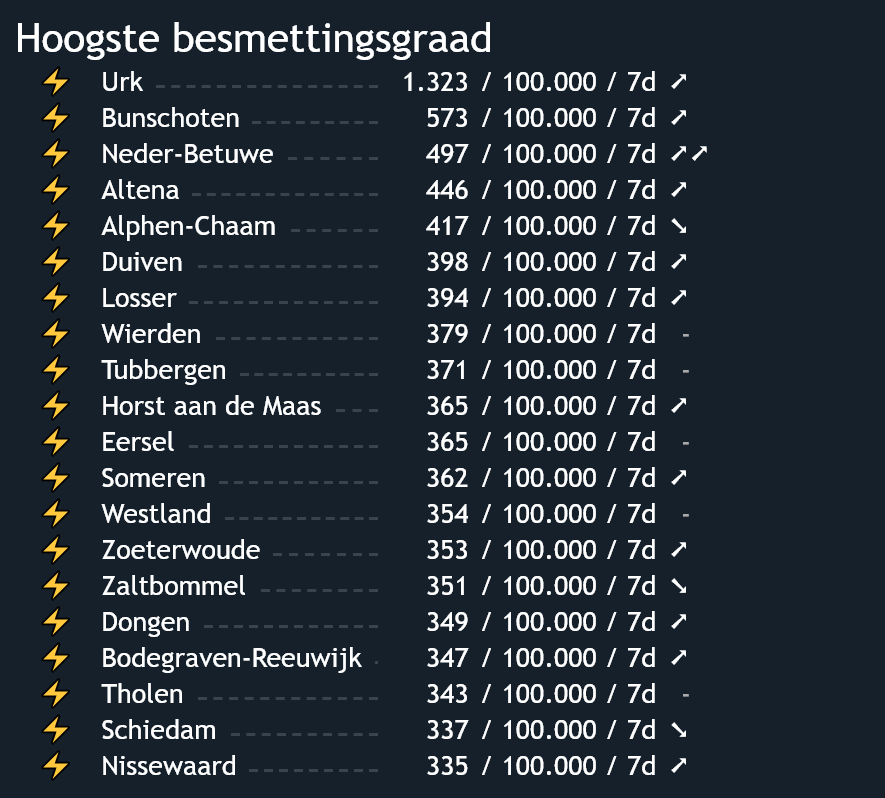 Hoogste besmettingsgraad
⚡ Urk 1.323 / 100.000 / 7d ➚
⚡ Bunschoten 573 / 100.000 / 7d ➚
⚡ Neder-Betuwe 497 / 100.000 / 7d ➚➚
⚡ Altena 446 / 100.000 / 7d ➚
⚡ Alphen-Chaam 417 / 100.000 / 7d ➘
⚡ Duiven 398 / 100.000 / 7d ➚
⚡ Losser 394 / 100.000 / 7d ➚
⚡ Wierden 379 / 100.000 / 7d -
⚡ Tubbergen 371 / 100.000 / 7d -
⚡ Horst aan de Maas 365 / 100.000 / 7d ➚
⚡ Eersel 365 / 100.000 / 7d -
⚡ Someren 362 / 100.000 / 7d ➚
⚡ Westland 354 / 100.000 / 7d -
⚡ Zoeterwoude 353 / 100.000 / 7d ➚
⚡ Zaltbommel 351 / 100.000 / 7d ➘
⚡ Dongen 349 / 100.000 / 7d ➚
⚡ Bodegraven-Reeuwijk 347 / 100.000 / 7d ➚
⚡ Tholen 343 / 100.000 / 7d -
⚡ Schiedam 337 / 100.000 / 7d ➘
⚡ Nissewaard 335 / 100.000 / 7d ➚